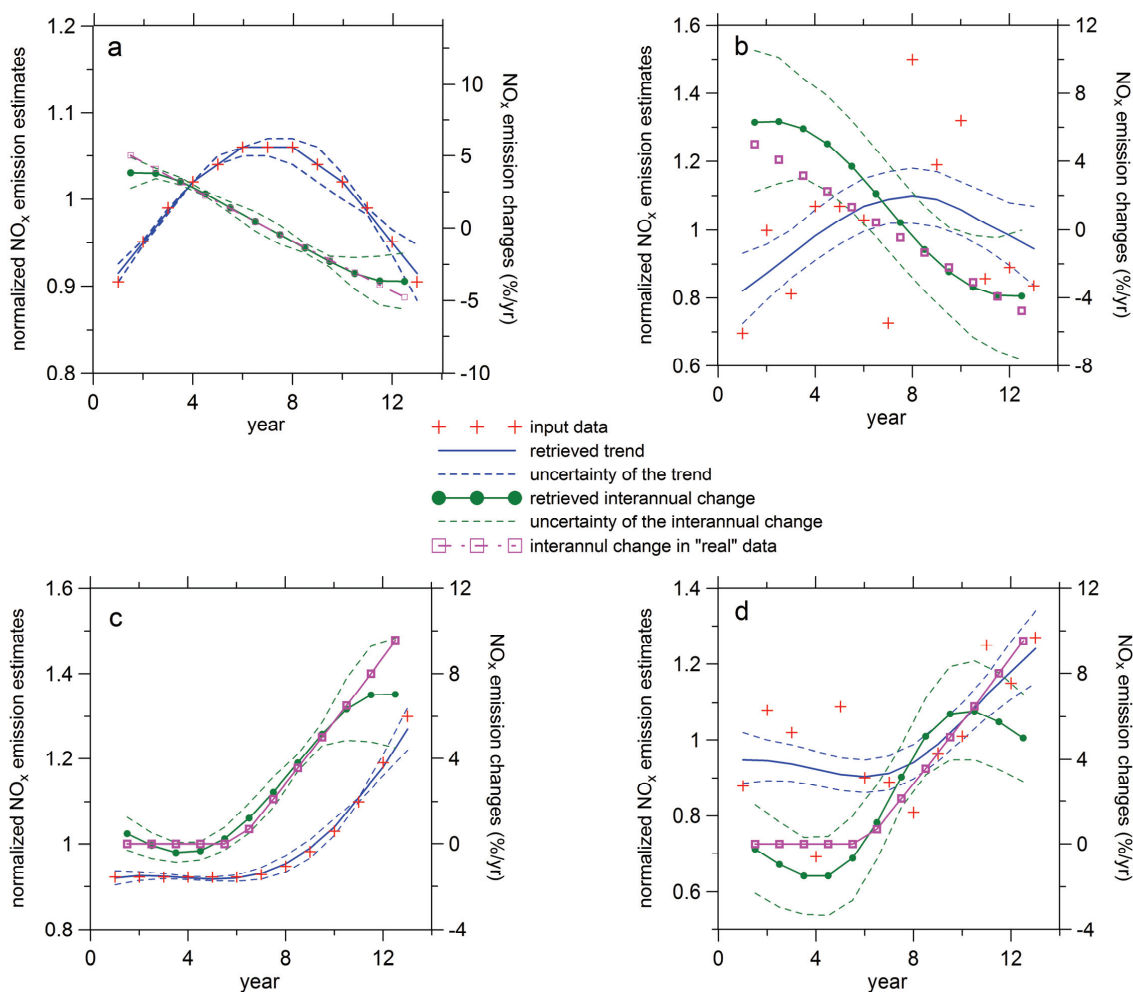 a
normalized NOx emission estimates
1.2
1.1
1
0.9
0.8
0
4
8
12
year
10
5
0
-5
-10
NOx emission changes (%/yr)
b
normalized NOx emission estimates
1.6
1.4
1.2
1.0
0.8
0.6
0
4
8
12
year
12
8
4
0
-4
-8
NOx emission changes (%/yr)
input data
retrieved trend
uncertainty of the trend
retrieved interannual change
uncertainty of the interannual change
interannul change in "real" data
c
normalized NOx emission estimates
1.6
1.4
1.2
1
0.8
0
4
8
12
year
12
8
4
0
-4
NOx emission changes (%/yr)
d
normalized NOx emission estimates
1.4
1.2
1.0
0.8
0.6
0
4
8
12
year
12
8
4
0
-4
NOx emission changes (%/yr)